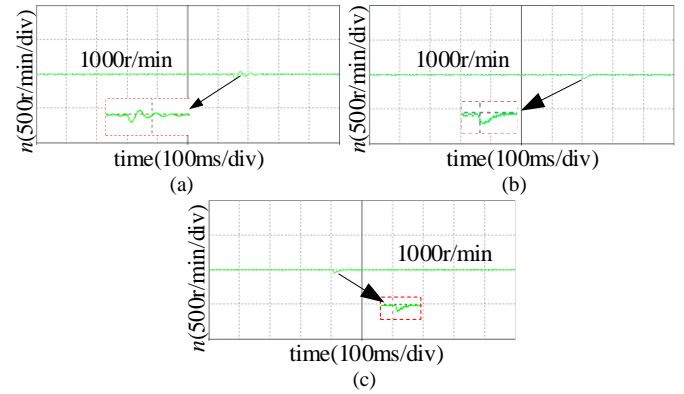 1000r/min
n(500r/min/div)
time(100ms/div)
(a)
1000r/min
n(500r/min/div)
time(100ms/div)
(b)
1000r/min
n(500r/min/div)
time(100ms/div)
(c)